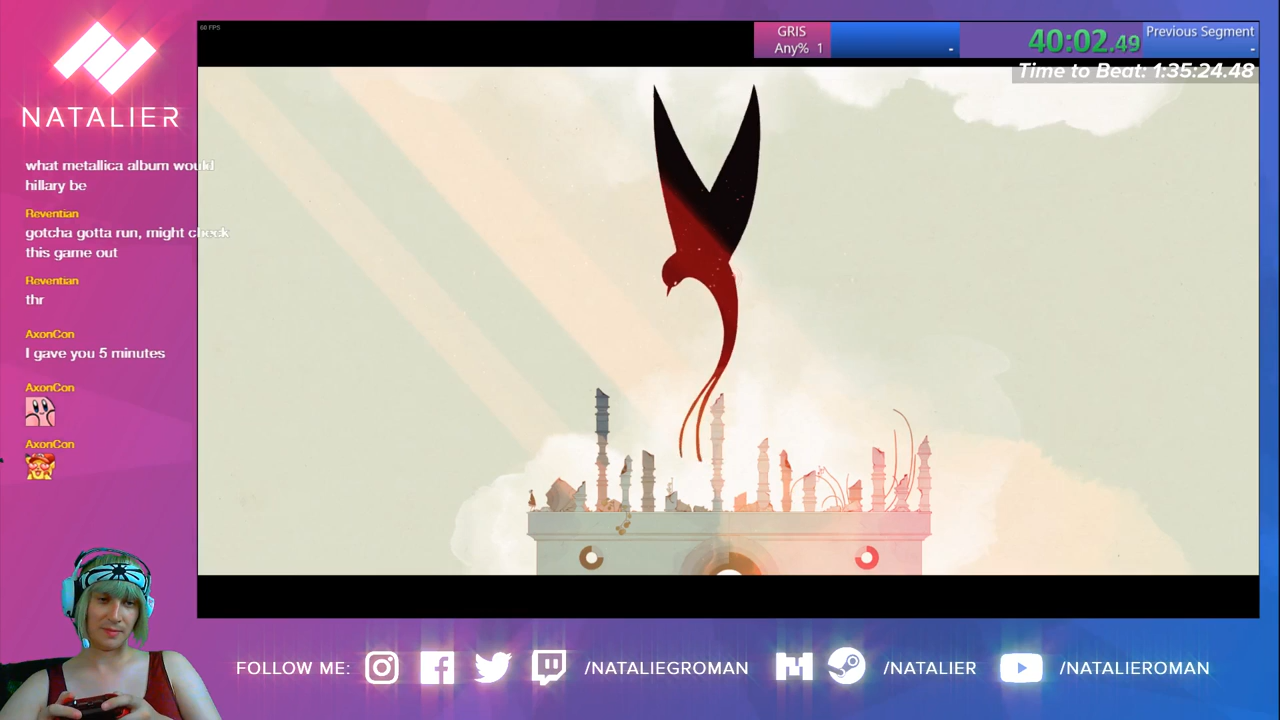 68 FPS
GRIS
Any% 1
-
40:02.49
Previous Segment
-
Time to Beat: 1:35:24.48
NATALIER
what metallica album would
hillary be
Reventian
gotcha gotta run, might check
this game out
Reventian
thr
AxonCon
I gave you 5 minutes
AxonCon
AxonCon
FOLLOW ME:
/NATALIEGROMAN
/NATALIER
/NATALIEROMAN